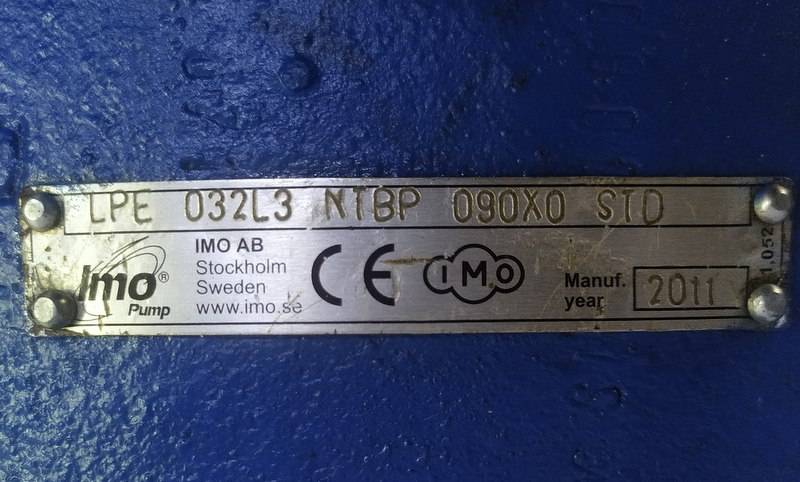 LPE 032L3 NTBP 090X0 STD
Imo®
Pump
IMO AB
Stockholm
Sweden
www.imo.se
CE
IMO
Manuf.
year
2011